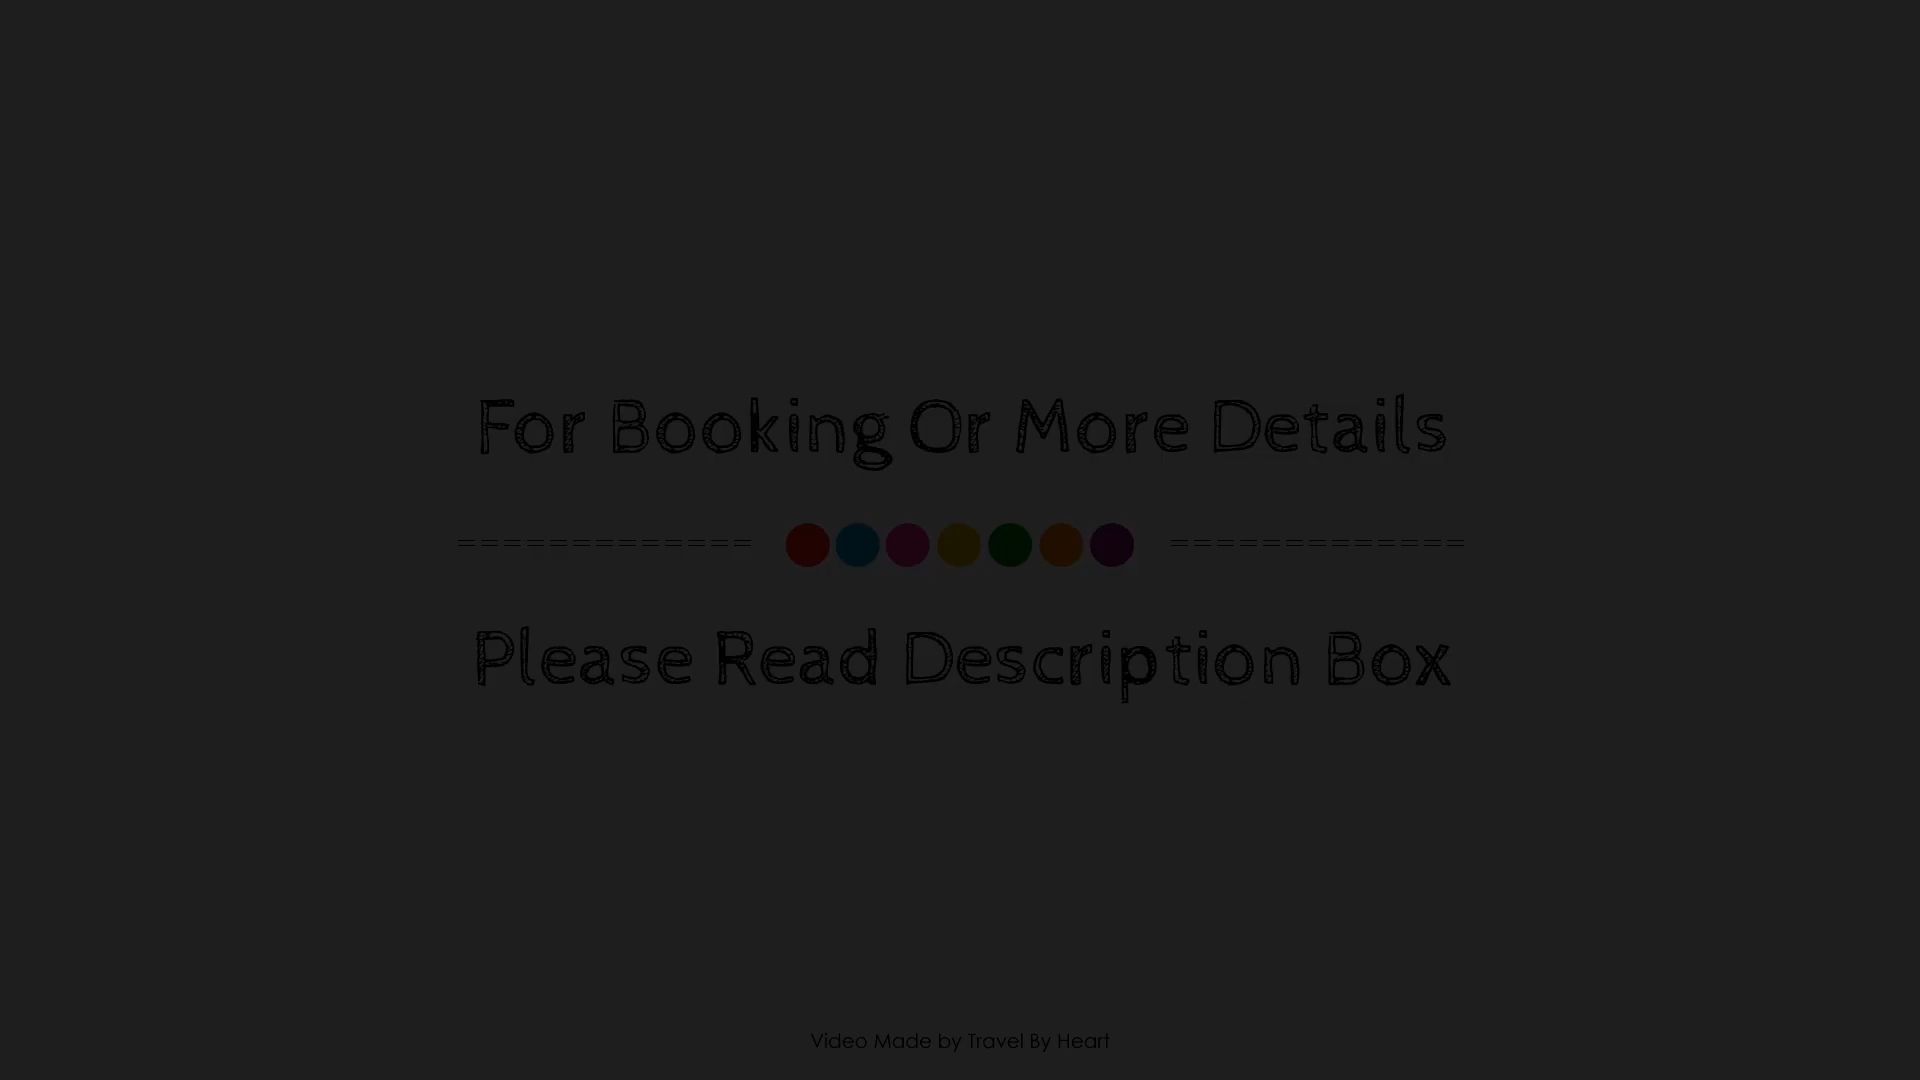 For Booking Or More Details
============= =============
Please Read Description Box
Video Made by Travel By Heart